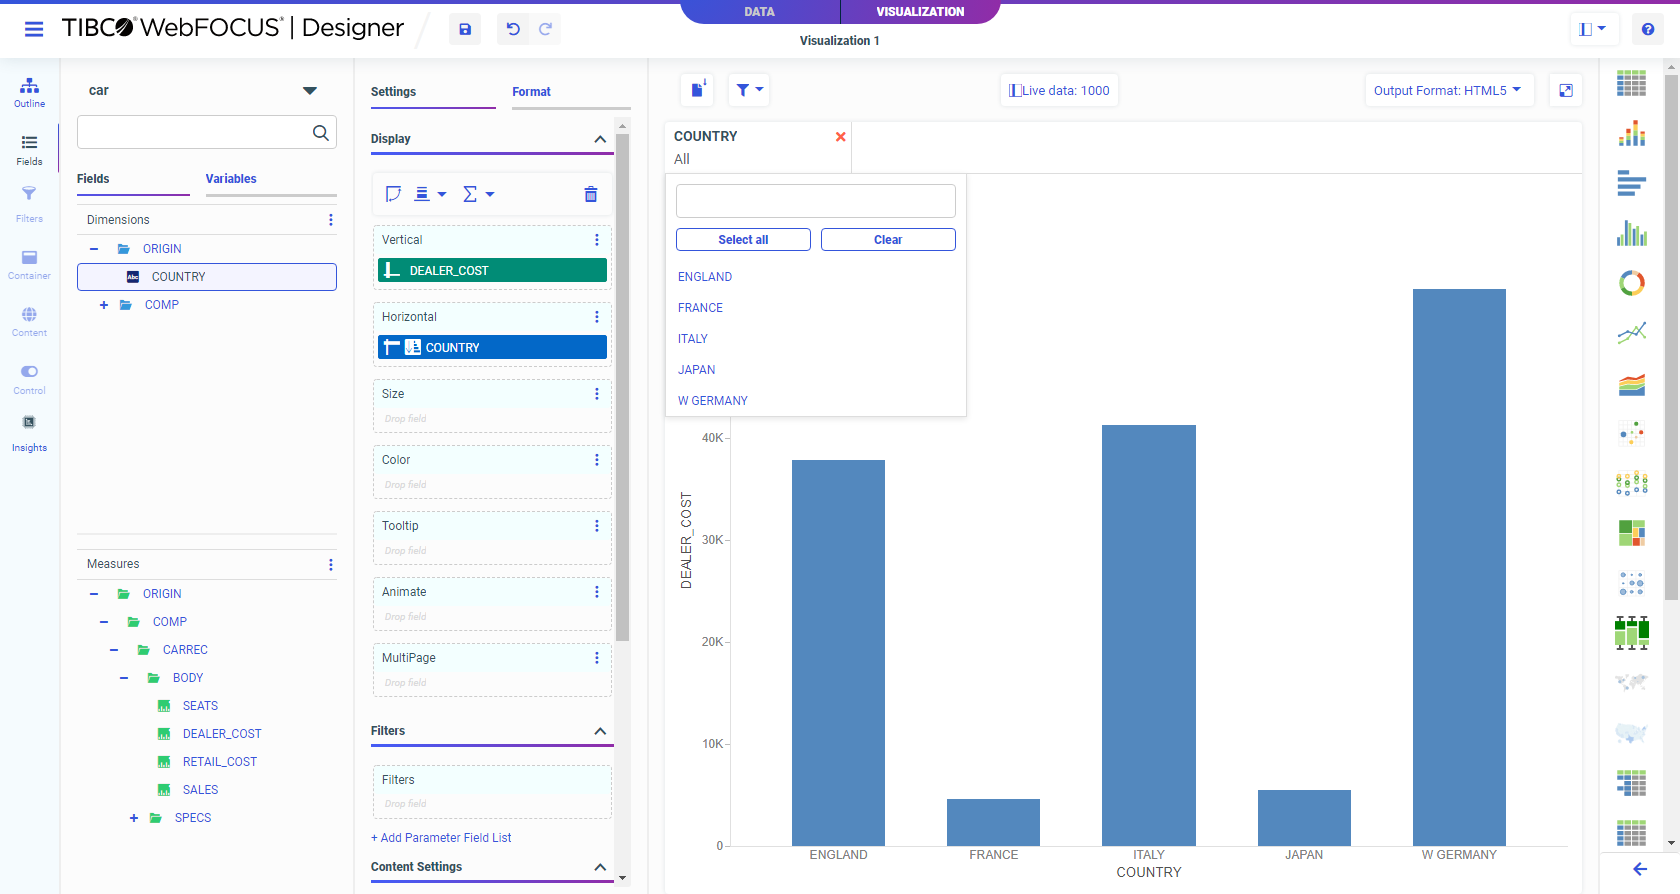 DATA
VISUALIZATION
TIBCO WebFOCUS® | Designer
Visualization 1
Outline
Fields
Filters
Container
Content
Control
Insights
car
Fields
Variables
Dimensions
ORIGIN
Abc COUNTRY
COMP
Measures
ORIGIN
COMP
CARREC
BODY
SEATS
DEALER_COST
RETAIL_COST
SALES
SPECS
Settings
Format
Display
Vertical
DEALER_COST
Horizontal
COUNTRY
Size
Drop field
Color
Drop field
Tooltip
Drop field
Animate
Drop field
MultiPage
Drop field
Filters
Filters
Drop field
+ Add Parameter Field List
Content Settings
Live data: 1000
Output Format: HTML5
COUNTRY
All
Select all
Clear
ENGLAND
FRANCE
ITALY
JAPAN
W GERMANY
40K
30K
20K
10K
0
DEALER_COST
ENGLAND
FRANCE
ITALY
JAPAN
W GERMANY
COUNTRY